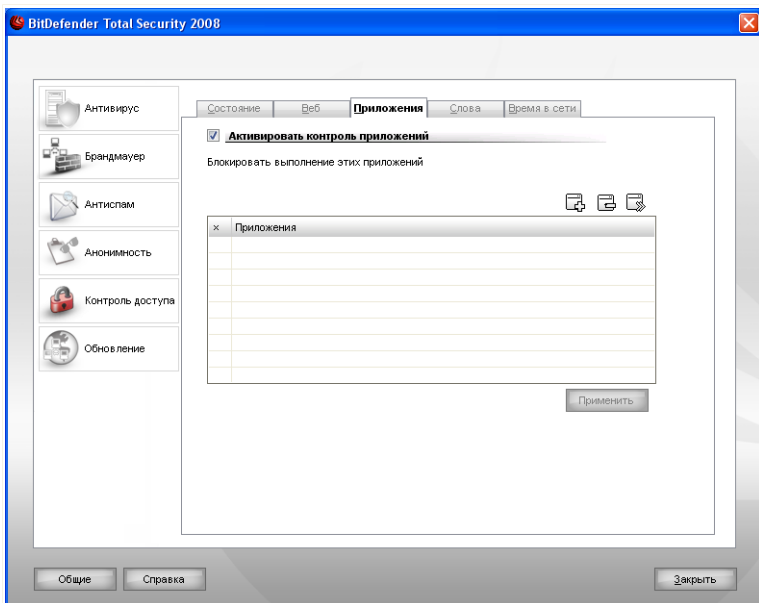 BitDefender Total Security 2008
Антивирус
Брандмауер
Антиспам
Анонимность
Контроль доступа
Обновление
Состояние Веб Приложения Слова Время в сети
Активировать контроль приложений
Блокировать выполнение этих приложений
× Приложения
Применить
Общие Справка Закрыть